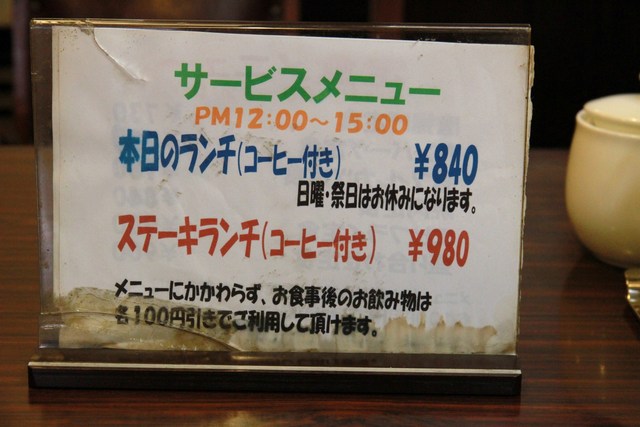 サービスメニュー
PM12:00～15:00
本日のランチ(コーヒー付き) ¥840
日曜・祭日はお休みになります。
ステーキランチ(コーヒー付き) ¥980
メニューにかかわらず、お食事後のお飲み物は
各100円引きでご利用して頂けます。